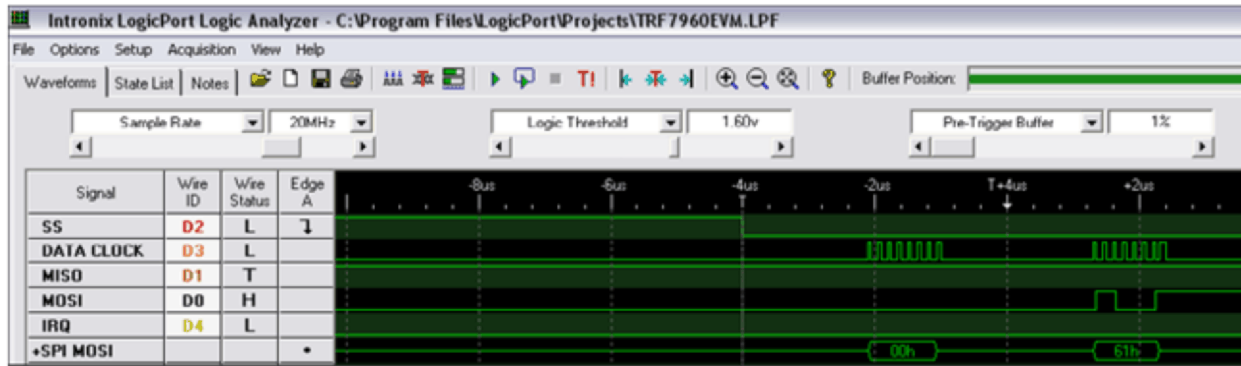 Intronix LogicPort Logic Analyzer - C:\Program Files\LogicPort\Projects\TRF7960EVM.LPF
File Options Setup Acquisition View Help
Waveforms State List Notes T! Buffer Position:
Sample Rate 20MHz Logic Threshold 1.60v Pre-Trigger Buffer 1%
Signal Wire ID Wire Status Edge A -8us -6us -4us -2us T+4us +2us
T
SS D2 L
DATA CLOCK D3 L
MISO D1 T
MOSI D0 H
IRQ D4 L
+SPI MOSI 00h 61h